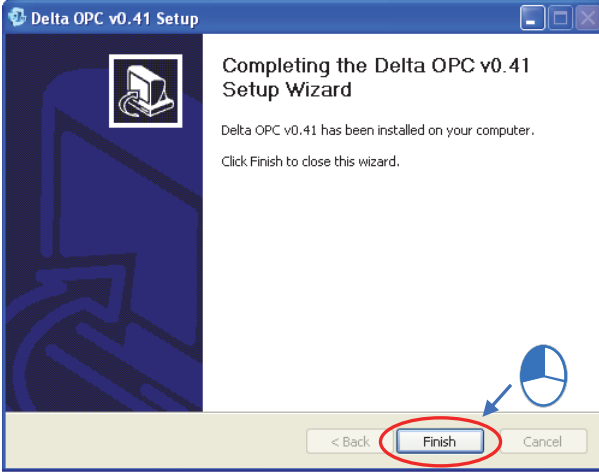 Delta OPC v0.41 Setup
Completing the Delta OPC v0.41
Setup Wizard
Delta OPC v0.41 has been installed on your computer.
Click Finish to close this wizard.
< Back
Finish
Cancel